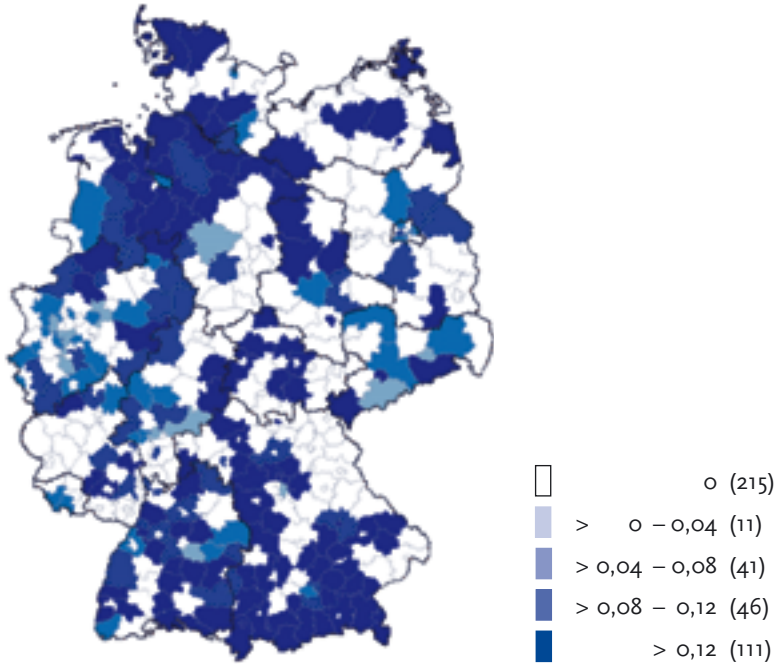 0 (215)
> 0 – 0,04 (11)
> 0,04 – 0,08 (41)
> 0,08 – 0,12 (46)
> 0,12 (111)